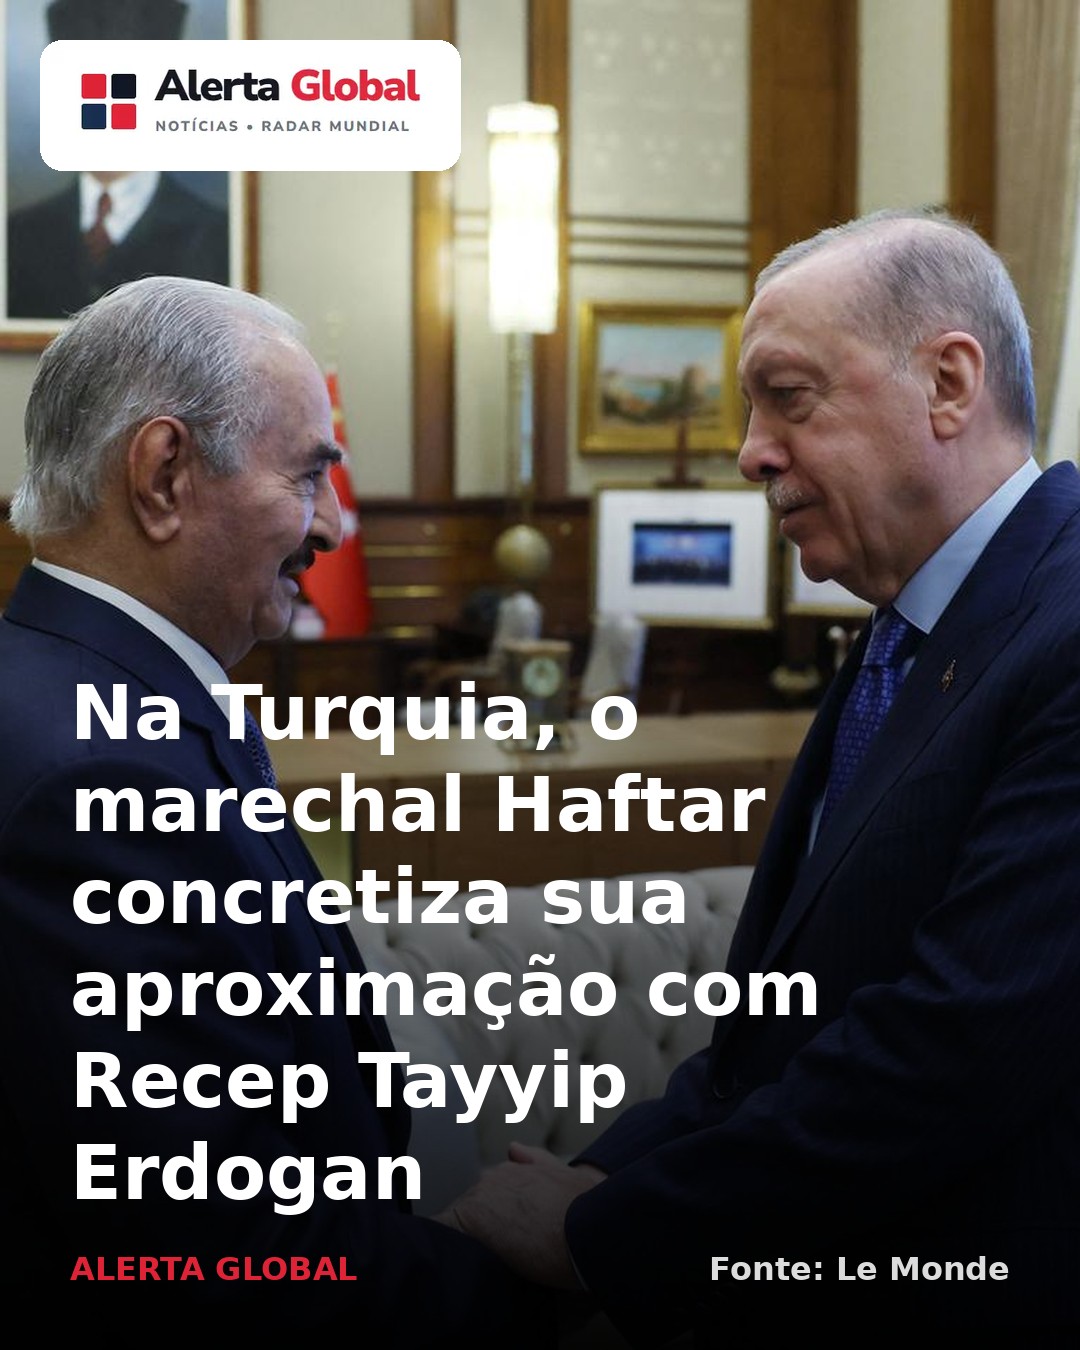 Alerta Global
NOTÍCIAS • RADAR MUNDIAL
Na Turquia, o
marechal Haftar
concretiza sua
aproximação com
Recep Tayyip
Erdogan
ALERTA GLOBAL
Fonte: Le Monde